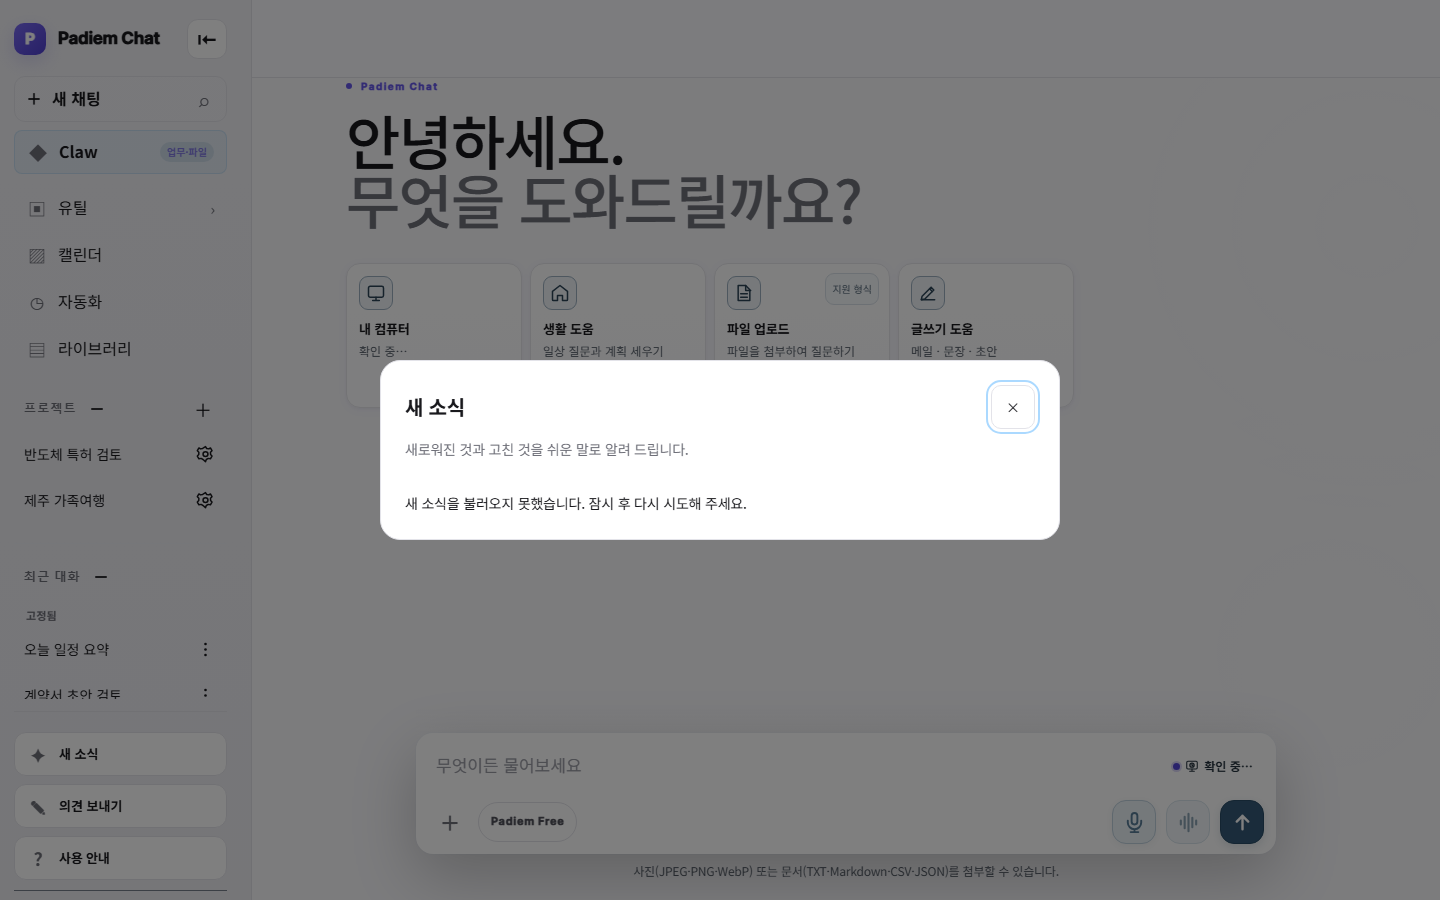 P Padiem Chat
+ 새 채팅
Claw 업무·파일
유틸
캘린더
자동화
라이브러리
프로젝트
반도체 특허 검토
제주 가족여행
최근 대화
고정됨
오늘 일정 요약
계약서 초안 검토
새 소식
의견 보내기
? 사용 안내
Padiem Chat
안녕하세요.
무엇을 도와드릴까요?
내 컴퓨터
확인 중…
생활 도움
일상 질문과 계획 세우기
지원 형식
파일 업로드
파일을 첨부하여 질문하기
글쓰기 도움
메일 · 문장 · 초안
새 소식
새로워진 것과 고친 것을 쉬운 말로 알려 드립니다.
새 소식을 불러오지 못했습니다. 잠시 후 다시 시도해 주세요.
무엇이든 물어보세요
확인 중…
Padiem Free
사진(JPEG·PNG·WebP) 또는 문서(TXT·Markdown·CSV·JSON)를 첨부할 수 있습니다.